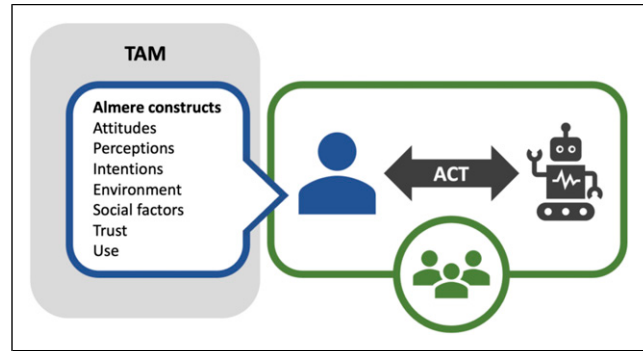 TAM
Almere constructs
Attitudes
Perceptions
Intentions
Environment
Social factors
Trust
Use
ACT